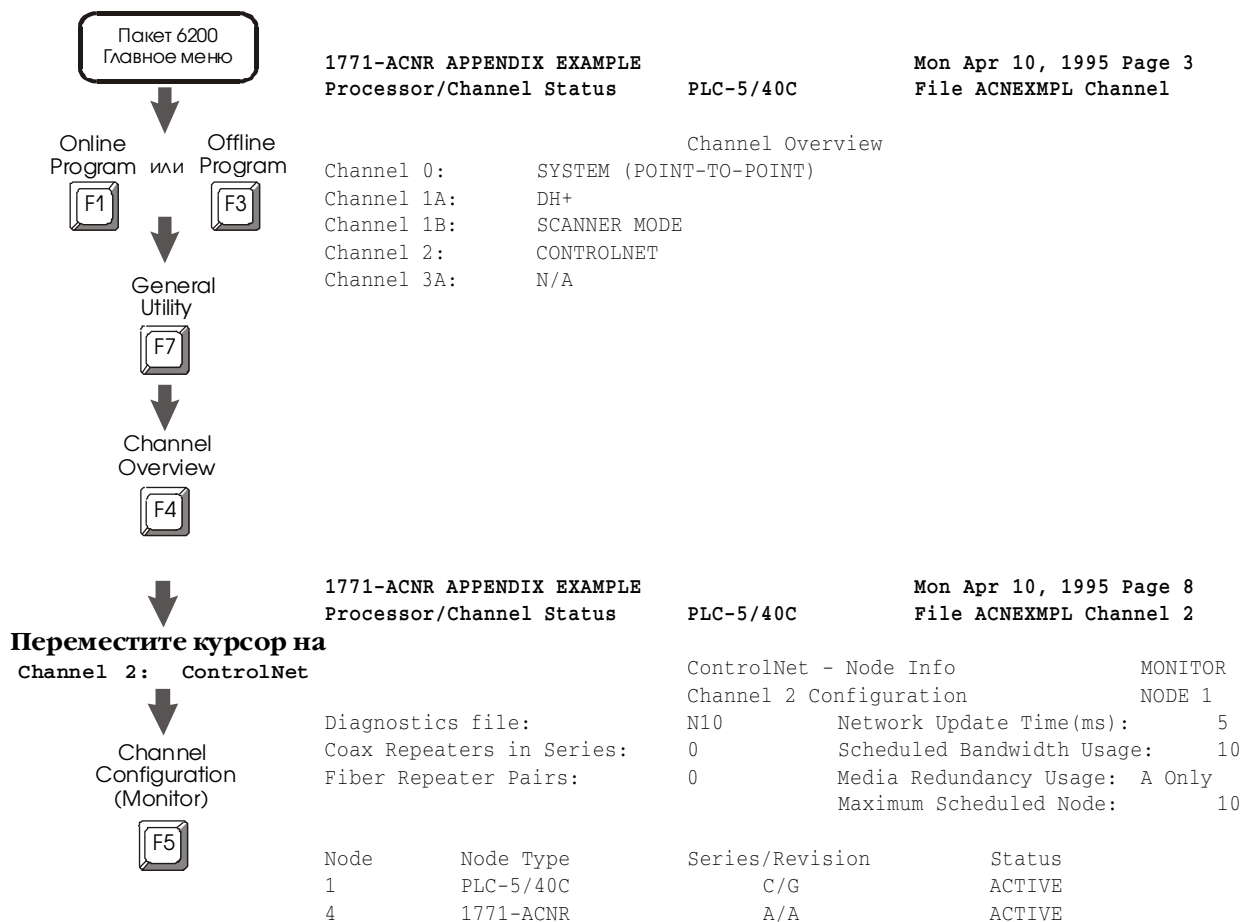 Пакет 6200
Главное меню
Online Program или Offline Program
F1 F3
General
Utility
F7
Channel
Overview
F4
Переместите курсор на
Channel 2: ControlNet
Channel
Configuration
(Monitor)
F5
1771-ACNR APPENDIX EXAMPLE Mon Apr 10, 1995 Page 3
Processor/Channel Status PLC-5/40C File ACNEXMPL Channel
Channel Overview
Channel 0: SYSTEM (POINT-TO-POINT)
Channel 1A: DH+
Channel 1B: SCANNER MODE
Channel 2: CONTROLNET
Channel 3A: N/A
1771-ACNR APPENDIX EXAMPLE Mon Apr 10, 1995 Page 8
Processor/Channel Status PLC-5/40C File ACNEXMPL Channel 2
ControlNet - Node Info MONITOR
Channel 2 Configuration NODE 1
Diagnostics file: N10 Network Update Time(ms): 5
Coax Repeaters in Series: 0 Scheduled Bandwidth Usage: 10
Fiber Repeater Pairs: 0 Media Redundancy Usage: A Only
Maximum Scheduled Node: 10
Node Node Type Series/Revision Status
1 PLC-5/40C C/G ACTIVE
4 1771-ACNR A/A ACTIVE